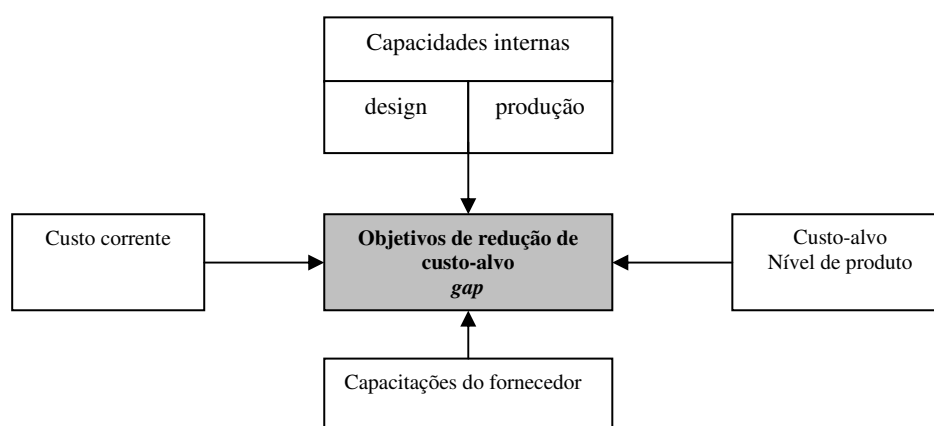 Capacidades internas
design
produção
Custo corrente
Objetivos de redução de
custo-alvo
gap
Custo-alvo
Nível de produto
Capacitações do fornecedor